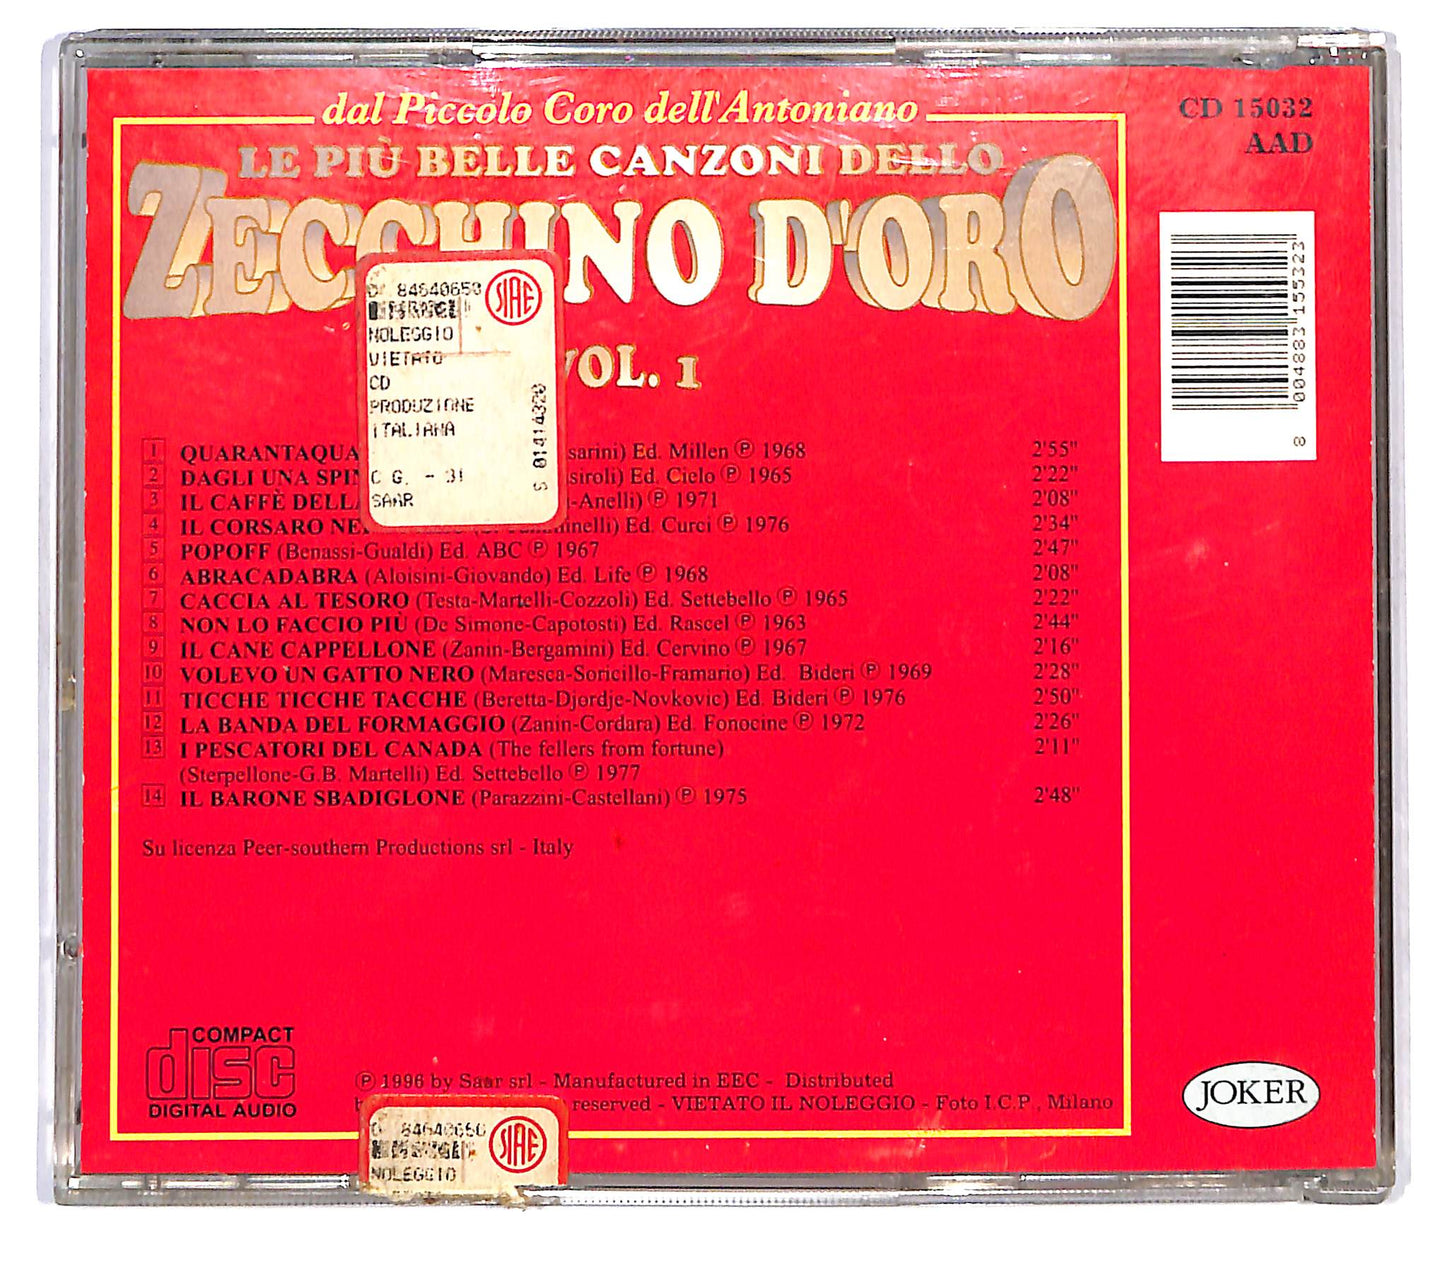 dal Piccolo Coro dell'Antoniano
LE PIÙ BELLE CANZONI DELLO
ZECCHINO D'ORO
VOL. 1
CD 15032
AAD
8 004883 155323
84640650
SIAE
NOLEGGIO
VIETATO
CD
PRODUZIONE
ITALIANA
C G. - 31
SAAR
S 01414320
1 QUARANTAQUA sarini) Ed. Millen ℗ 1968 2'55"
2 DAGLI UNA SPIN siroli) Ed. Cielo ℗ 1965 2'22"
3 IL CAFFÈ DELLA -Anelli) ℗ 1971 2'08"
4 IL CORSARO NE inelli) Ed. Curci ℗ 1976 2'34"
5 POPOFF (Benassi-Gualdi) Ed. ABC ℗ 1967 2'47"
6 ABRACADABRA (Aloisini-Giovando) Ed. Life ℗ 1968 2'08"
7 CACCIA AL TESORO (Testa-Martelli-Cozzoli) Ed. Settebello ℗ 1965 2'22"
8 NON LO FACCIO PIÙ (De Simone-Capotosti) Ed. Rascel ℗ 1963 2'44"
9 IL CANE CAPPELLONE (Zanin-Bergamini) Ed. Cervino ℗ 1967 2'16"
10 VOLEVO UN GATTO NERO (Maresca-Soricillo-Framario) Ed. Bideri ℗ 1969 2'28"
11 TICCHE TICCHE TACCHE (Beretta-Djordje-Novkovic) Ed. Bideri ℗ 1976 2'50"
12 LA BANDA DEL FORMAGGIO (Zanin-Cordara) Ed. Fonocine ℗ 1972 2'26"
13 I PESCATORI DEL CANADA (The fellers from fortune) 2'11"
(Sterpellone-G.B. Martelli) Ed. Settebello ℗ 1977
14 IL BARONE SBADIGLONE (Parazzini-Castellani) ℗ 1975 2'48"
Su licenza Peer-southern Productions srl - Italy
COMPACT
disc
DIGITAL AUDIO
℗ 1996 by Saar srl - Manufactured in EEC - Distributed
reserved - VIETATO IL NOLEGGIO - Foto I.C.P., Milano
JOKER
84640650
SIAE
NOLEGGIO